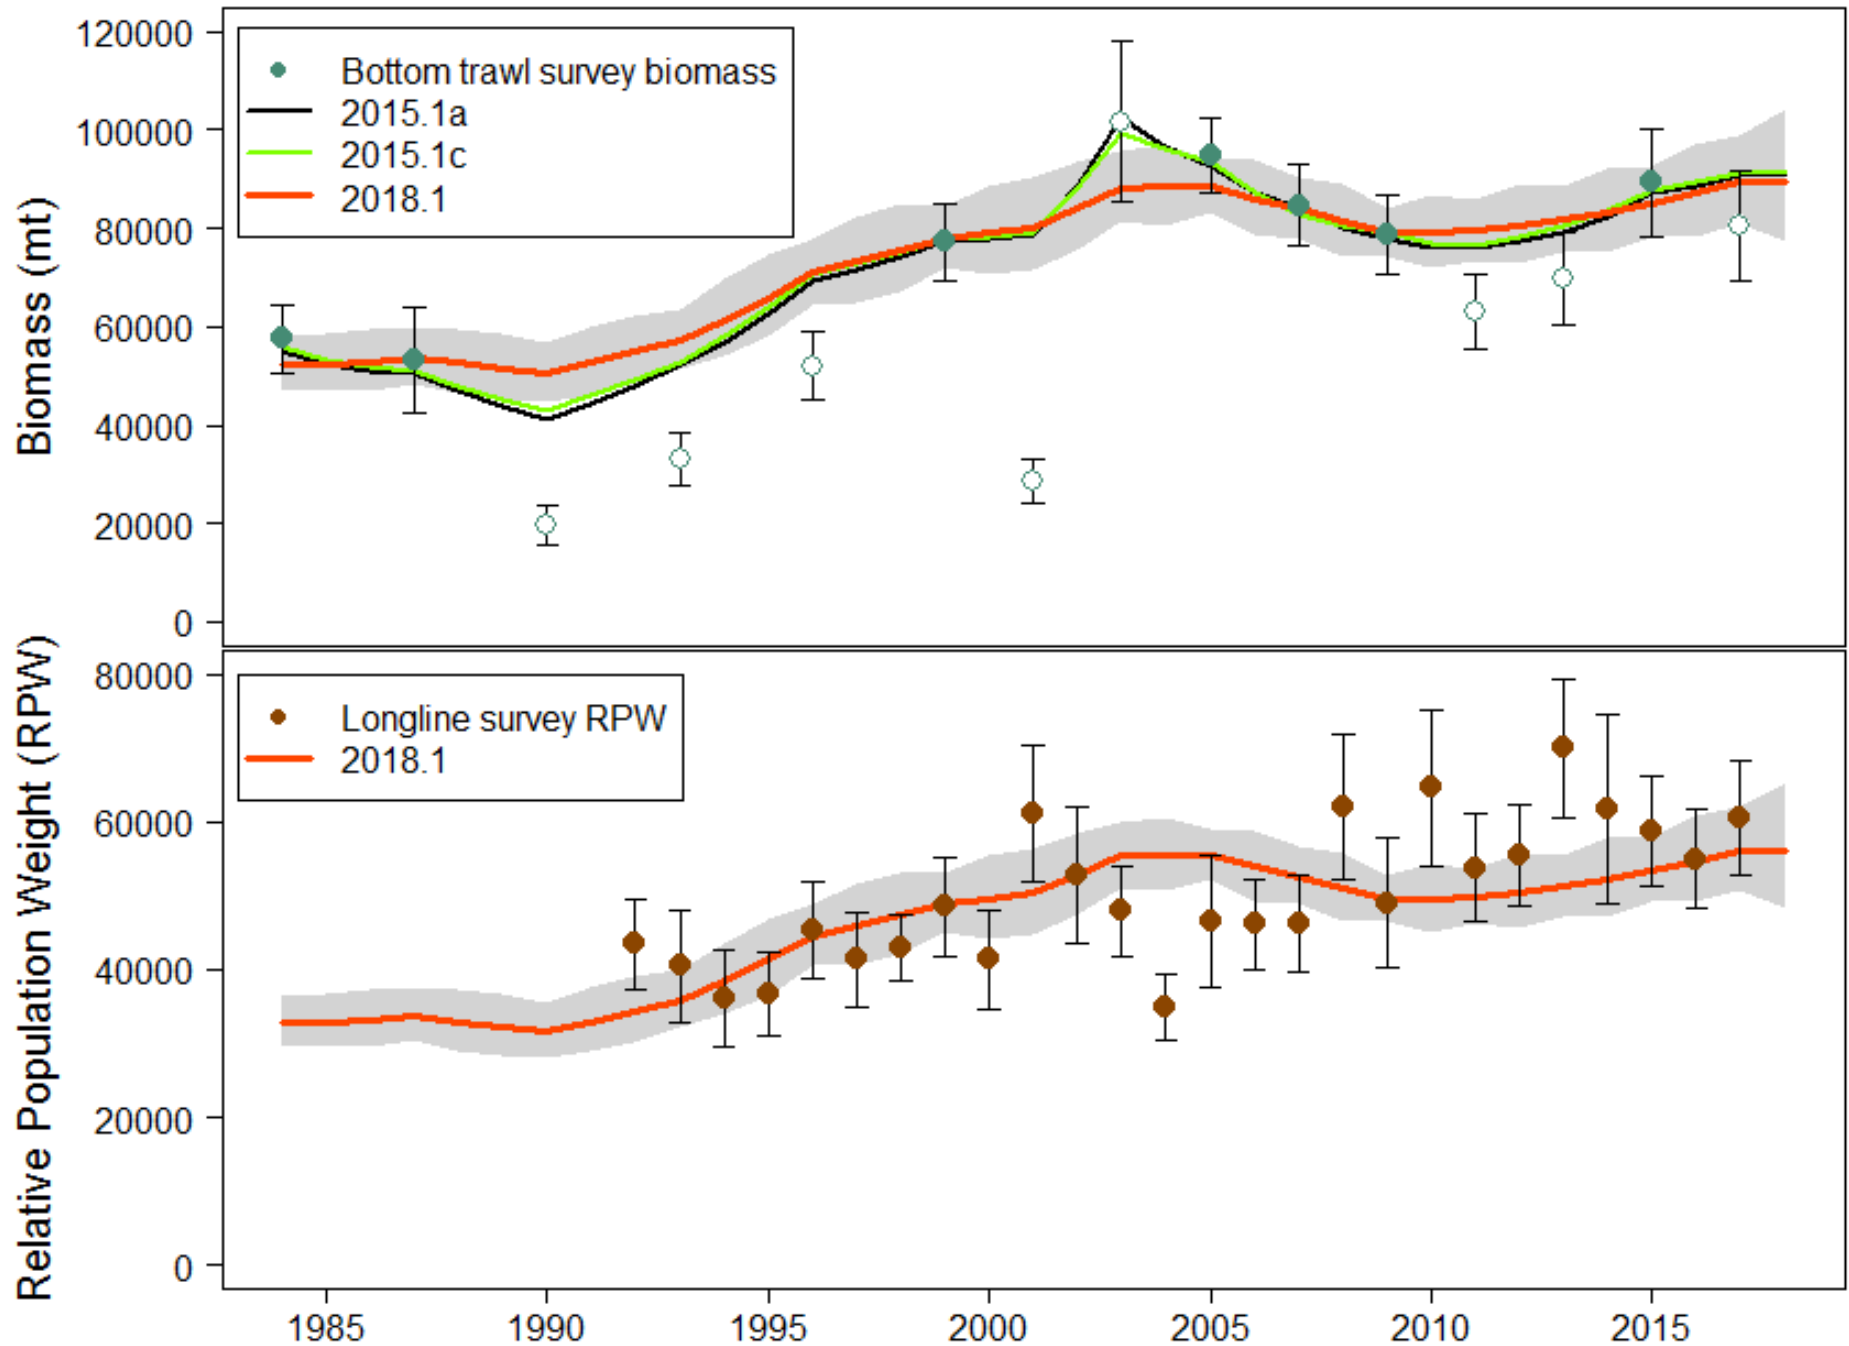 120000
100000
80000
60000
40000
20000
0
Biomass (mt)
Bottom trawl survey biomass
2015.1a
2015.1c
2018.1
80000
60000
40000
20000
0
Relative Population Weight (RPW)
Longline survey RPW
2018.1
1985 1990 1995 2000 2005 2010 2015